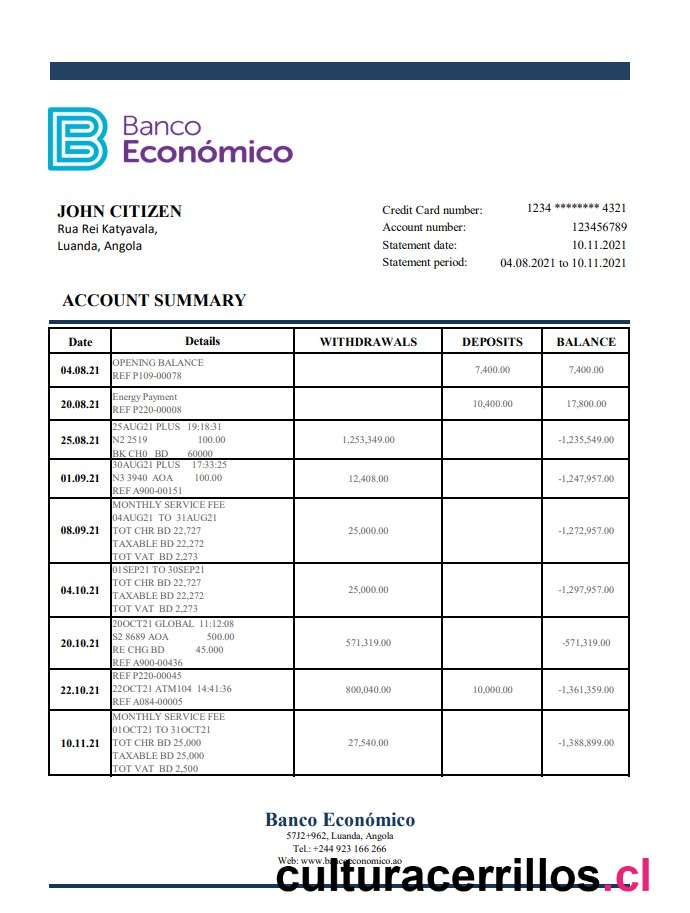 Banco
Económico
JOHN CITIZEN
Rua Rei Katyavala,
Luanda, Angola
Credit Card number: 1234 ******** 4321
Account number: 123456789
Statement date: 10.11.2021
Statement period: 04.08.2021 to 10.11.2021
ACCOUNT SUMMARY
Date Details WITHDRAWALS DEPOSITS BALANCE
04.08.21 OPENING BALANCE 7,400.00 7,400.00
REF P109-00078
20.08.21 Energy Payment 10,400.00 17,800.00
REF P220-00008
25AUG21 PLUS 19:18:31
25.08.21 N2 2519 100.00 1,253,349.00 -1,235,549.00
BK CH0 BD 60000
30AUG21 PLUS 17:33:25
01.09.21 N3 3940 AOA 100.00 12,408.00 -1,247,957.00
REF A900-00151
MONTHLY SERVICE FEE
04AUG21 TO 31AUG21
08.09.21 TOT CHR BD 22,727 25,000.00 -1,272,957.00
TAXABLE BD 22,272
TOT VAT BD 2,273
01SEP21 TO 30SEP21
TOT CHR BD 22,727
04.10.21 TAXABLE BD 22,272 25,000.00 -1,297,957.00
TOT VAT BD 2,273
20OCT21 GLOBAL 11:12:08
S2 8689 AOA 500.00
20.10.21 RE CHG BD 45.000 571,319.00 -571,319.00
REF A900-00436
REF P220-00045
22.10.21 22OCT21 ATM104 14:41:36 800,040.00 10,000.00 -1,361,359.00
REF A084-00005
MONTHLY SERVICE FEE
01OCT21 TO 31OCT21
10.11.21 TOT CHR BD 25,000 27,540.00 -1,388,899.00
TAXABLE BD 25,000
TOT VAT BD 2,500
Banco Económico
57J2+962, Luanda, Angola
Tel.: +244 923 166 266
Web: www.bancoeconomico.ao
culturacerrillos.cl